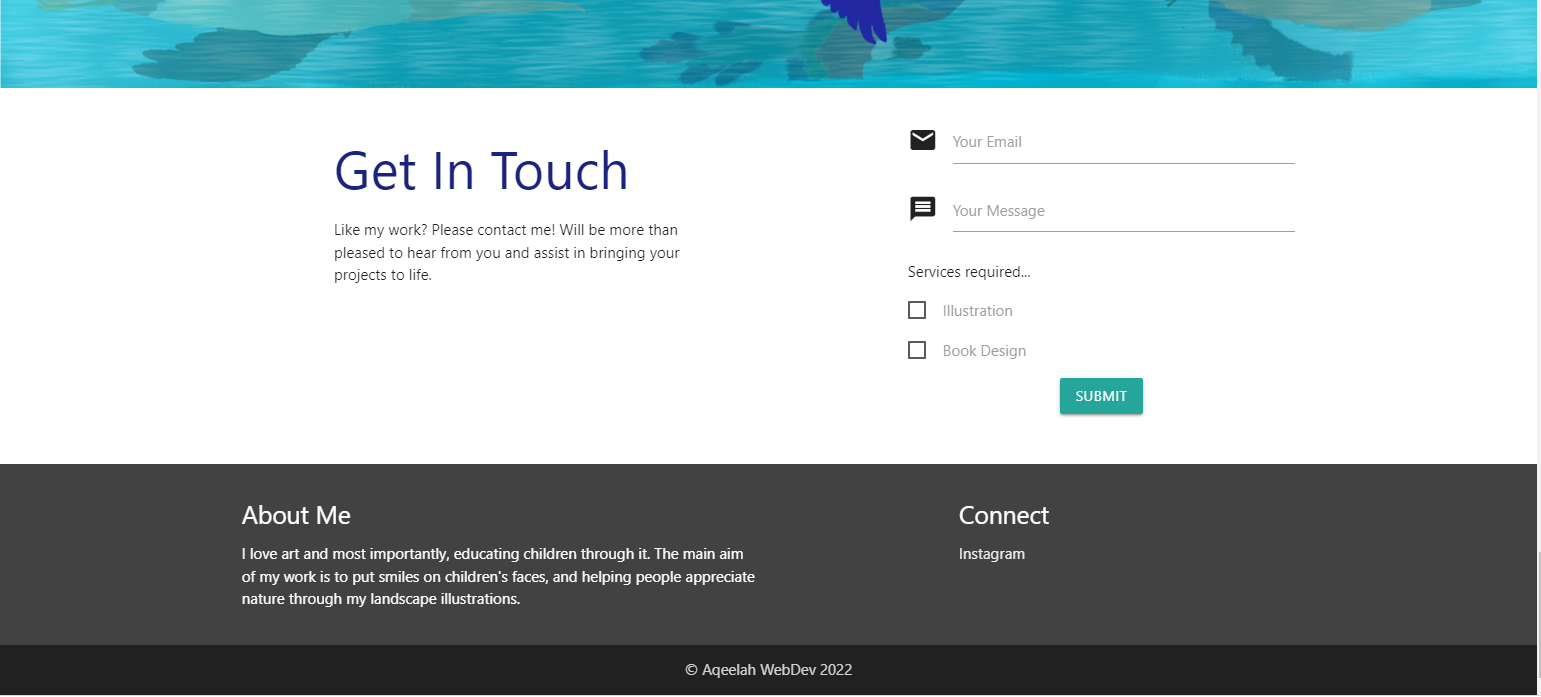 Get In Touch
Like my work? Please contact me! Will be more than
pleased to hear from you and assist in bringing your
projects to life.
Your Email
Your Message
Services required...
Illustration
Book Design
SUBMIT
About Me
I love art and most importantly, educating children through it. The main aim
of my work is to put smiles on children's faces, and helping people appreciate
nature through my landscape illustrations.
Connect
Instagram
© Aqeelah WebDev 2022